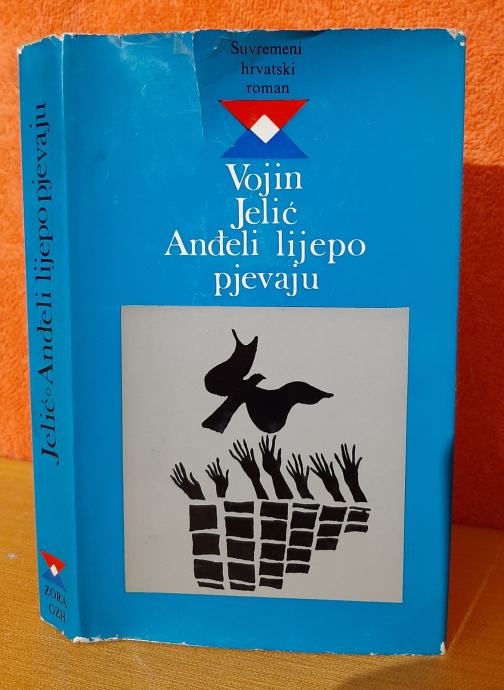 Suvremeni
hrvatski
roman
Vojin
Jelić
Anđeli lijepo
pjevaju
Jelić○Anđeli lijepo pjevaju
ZORA
GZH